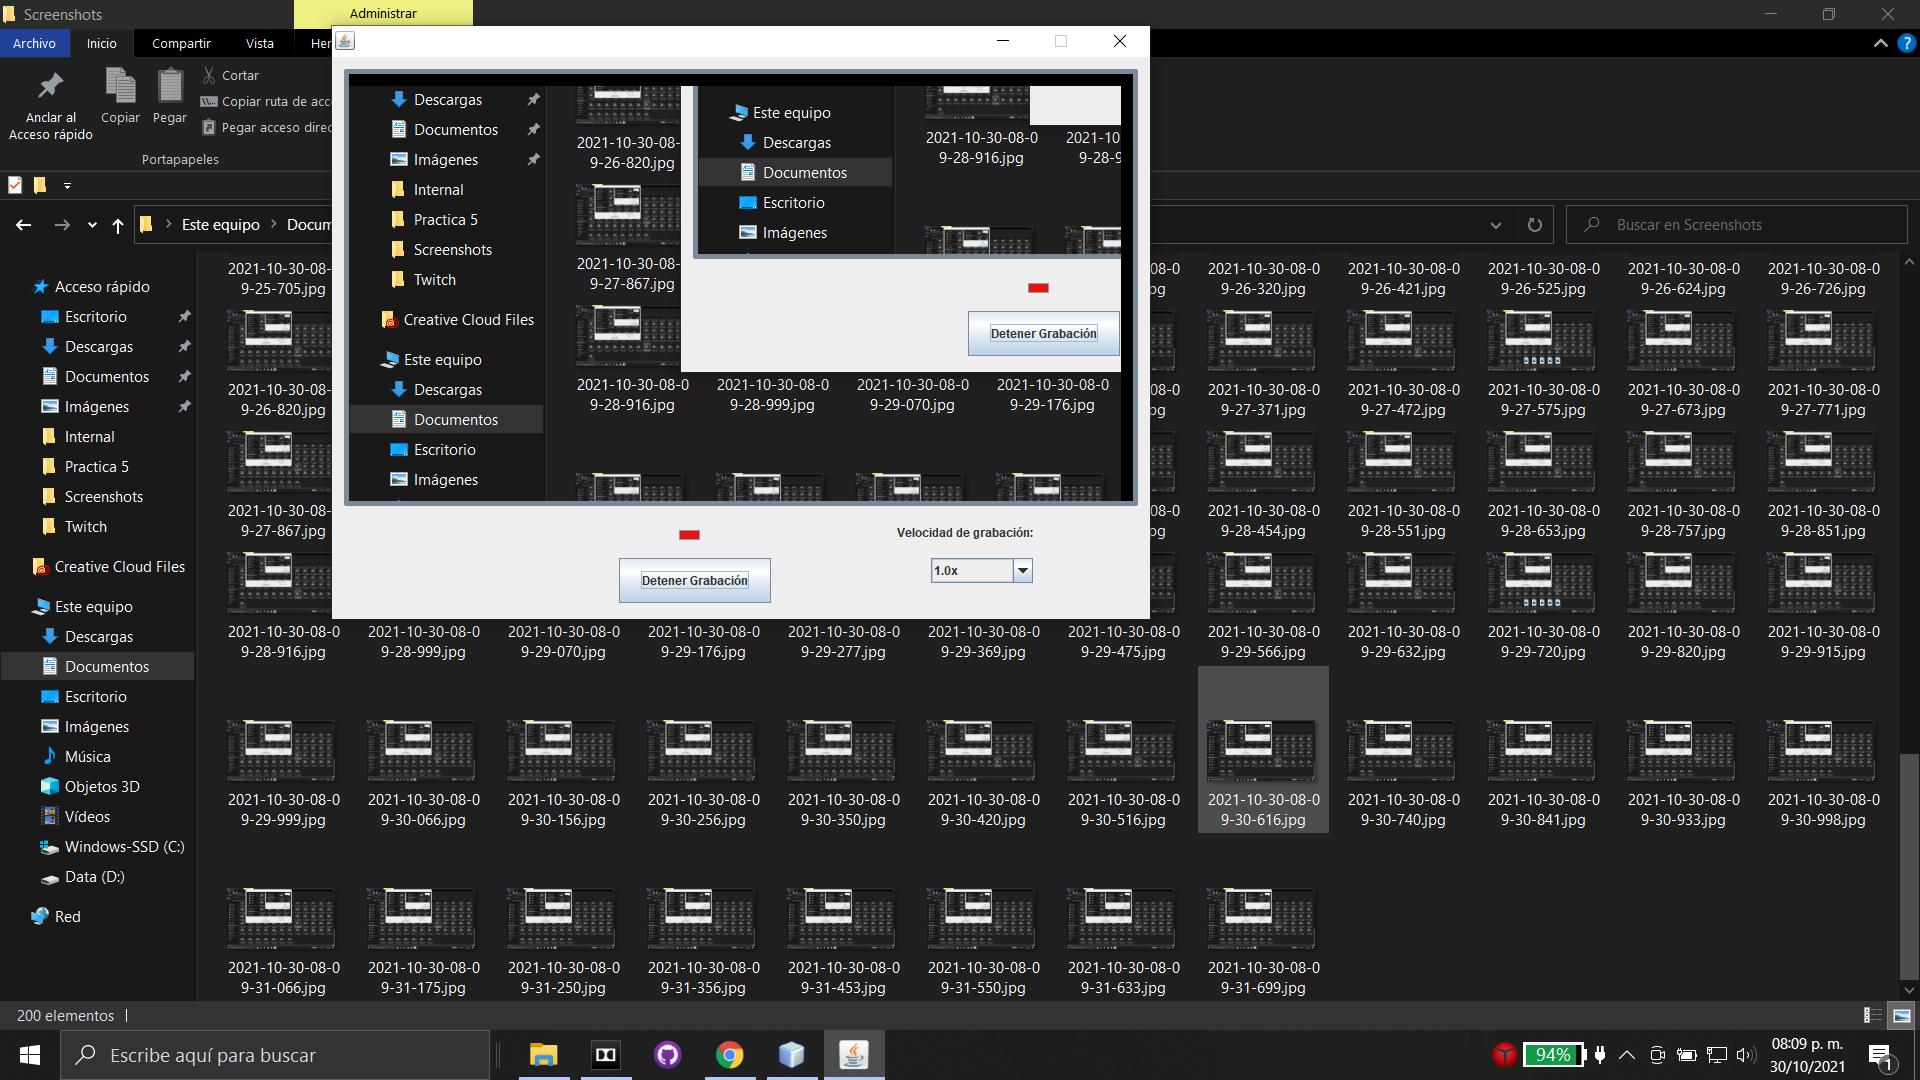 Screenshots
Administrar
Archivo
Inicio
Compartir
Vista
Her
Anclar al
Acceso rápido
Copiar
Pegar
Cortar
Copiar ruta de acc
Pegar acceso direc
Portapapeles
Este equipo
Docum
Buscar en Screenshots
Acceso rápido
Escritorio
Descargas
Documentos
Imágenes
Internal
Practica 5
Screenshots
Twitch
Creative Cloud Files
Este equipo
Descargas
Documentos
Escritorio
Imágenes
Música
Objetos 3D
Vídeos
Windows-SSD (C:)
Data (D:)
Red
Descargas
Documentos
Imágenes
Internal
Practica 5
Screenshots
Twitch
Creative Cloud Files
Este equipo
Descargas
Documentos
Escritorio
Imágenes
2021-10-30-08-
9-26-820.jpg
2021-10-30-08-
9-27-867.jpg
2021-10-30-08-0 2021-10-30-08-0 2021-10-30-08-0 2021-10-30-08-0
9-28-916.jpg 9-28-999.jpg 9-29-070.jpg 9-29-176.jpg
Este equipo
Descargas
Documentos
Escritorio
Imágenes
2021-10-30-08-0 2021-10
9-28-916.jpg 9-28-9
Detener Grabación
Detener Grabación
Velocidad de grabación:
1.0x
2021-10-30-08- 08-0 2021-10-30-08-0 2021-10-30-08-0 2021-10-30-08-0 2021-10-30-08-0 2021-10-30-08-0
9-25-705.jpg pg 9-26-320.jpg 9-26-421.jpg 9-26-525.jpg 9-26-624.jpg 9-26-726.jpg
2021-10-30-08- 08-0 2021-10-30-08-0 2021-10-30-08-0 2021-10-30-08-0 2021-10-30-08-0 2021-10-30-08-0
9-26-820.jpg pg 9-27-371.jpg 9-27-472.jpg 9-27-575.jpg 9-27-673.jpg 9-27-771.jpg
2021-10-30-08- 08-0 2021-10-30-08-0 2021-10-30-08-0 2021-10-30-08-0 2021-10-30-08-0 2021-10-30-08-0
9-27-867.jpg pg 9-28-454.jpg 9-28-551.jpg 9-28-653.jpg 9-28-757.jpg 9-28-851.jpg
2021-10-30-08-0 2021-10-30-08-0 2021-10-30-08-0 2021-10-30-08-0 2021-10-30-08-0 2021-10-30-08-0 2021-10-30-08-0 2021-10-30-08-0 2021-10-30-08-0 2021-10-30-08-0 2021-10-30-08-0 2021-10-30-08-0
9-28-916.jpg 9-28-999.jpg 9-29-070.jpg 9-29-176.jpg 9-29-277.jpg 9-29-369.jpg 9-29-475.jpg 9-29-566.jpg 9-29-632.jpg 9-29-720.jpg 9-29-820.jpg 9-29-915.jpg
2021-10-30-08-0 2021-10-30-08-0 2021-10-30-08-0 2021-10-30-08-0 2021-10-30-08-0 2021-10-30-08-0 2021-10-30-08-0 2021-10-30-08-0 2021-10-30-08-0 2021-10-30-08-0 2021-10-30-08-0 2021-10-30-08-0
9-29-999.jpg 9-30-066.jpg 9-30-156.jpg 9-30-256.jpg 9-30-350.jpg 9-30-420.jpg 9-30-516.jpg 9-30-616.jpg 9-30-740.jpg 9-30-841.jpg 9-30-933.jpg 9-30-998.jpg
2021-10-30-08-0 2021-10-30-08-0 2021-10-30-08-0 2021-10-30-08-0 2021-10-30-08-0 2021-10-30-08-0 2021-10-30-08-0 2021-10-30-08-0
9-31-066.jpg 9-31-175.jpg 9-31-250.jpg 9-31-356.jpg 9-31-453.jpg 9-31-550.jpg 9-31-633.jpg 9-31-699.jpg
200 elementos
Escribe aquí para buscar
94%
08:09 p. m.
30/10/2021
1